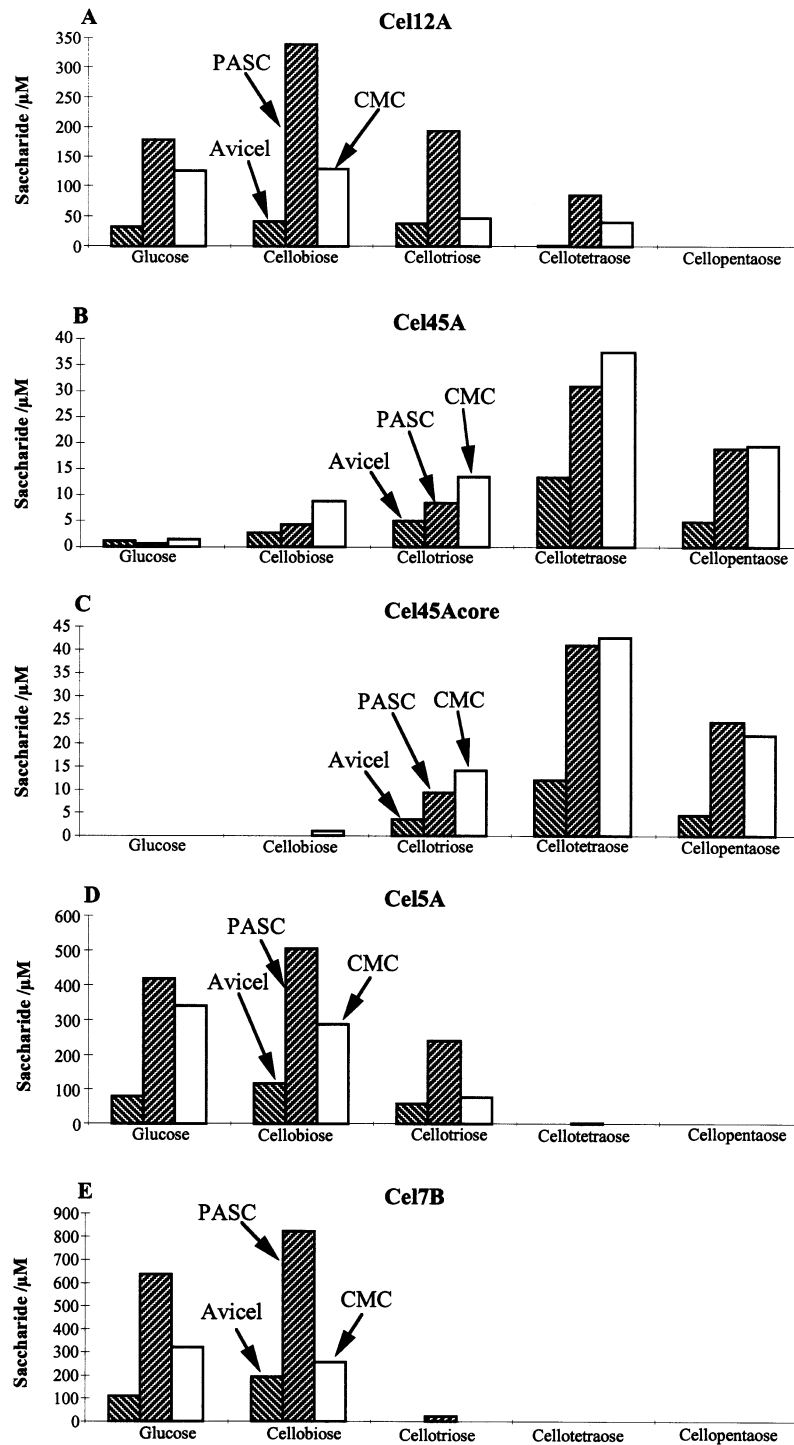 A
Cel12A
Saccharide /µM
350
300
250
200
150
100
50
0
PASC
CMC
Avicel
Glucose Cellobiose Cellotriose Cellotetraose Cellopentaose
B
Cel45A
Saccharide /µM
40
35
30
25
20
15
10
5
0
CMC
PASC
Avicel
Glucose Cellobiose Cellotriose Cellotetraose Cellopentaose
C
Cel45Acore
Saccharide /µM
45
40
35
30
25
20
15
10
5
0
PASC CMC
Avicel
Glucose Cellobiose Cellotriose Cellotetraose Cellopentaose
D
Cel5A
Saccharide /µM
600
500
400
300
200
100
0
PASC
CMC
Avicel
Glucose Cellobiose Cellotriose Cellotetraose Cellopentaose
E
Cel7B
Saccharide /µM
900
800
700
600
500
400
300
200
100
0
PASC
CMC
Avicel
Glucose Cellobiose Cellotriose Cellotetraose Cellopentaose